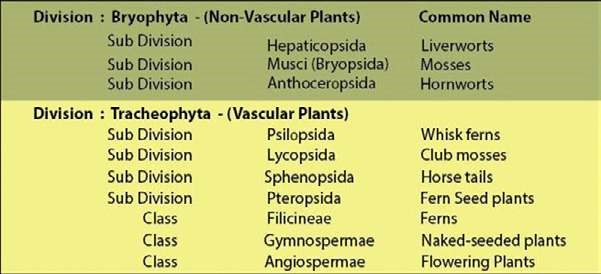 Division : Bryophyta - (Non-Vascular Plants) Common Name
Sub Division Hepaticopsida Liverworts
Sub Division Musci (Bryopsida) Mosses
Sub Division Anthoceropsida Hornworts
Division : Tracheophyta - (Vascular Plants)
Sub Division Psilopsida Whisk ferns
Sub Division Lycopsida Club mosses
Sub Division Sphenopsida Horse tails
Sub Division Pteropsida Fern Seed plants
Class Filicineae Ferns
Class Gymnospermae Naked-seeded plants
Class Angiospermae Flowering Plants